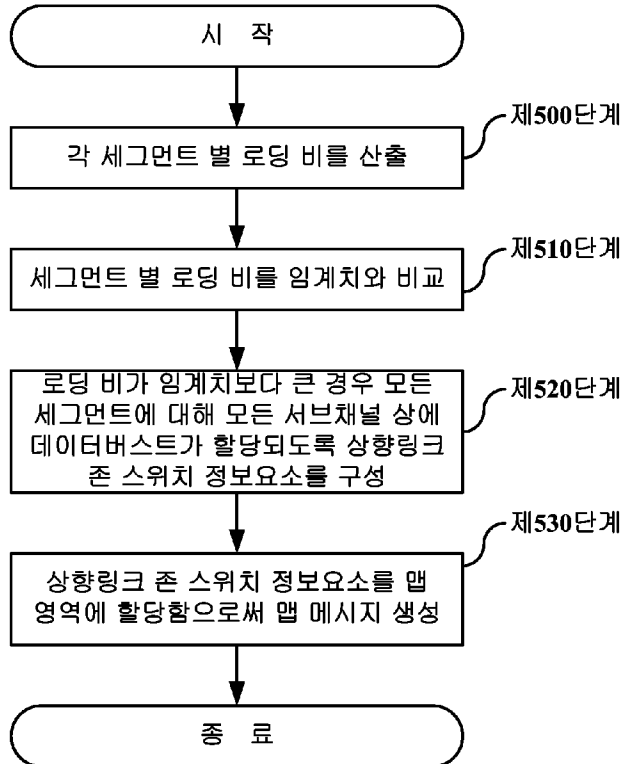 시 작
제500단계
각 세그먼트 별 로딩 비를 산출
제510단계
세그먼트 별 로딩 비를 임계치와 비교
제520단계
로딩 비가 임계치보다 큰 경우 모든
세그먼트에 대해 모든 서브채널 상에
데이터버스트가 할당되도록 상향링크
존 스위치 정보요소를 구성
제530단계
상향링크 존 스위치 정보요소를 맵
영역에 할당함으로써 맵 메시지 생성
종 료